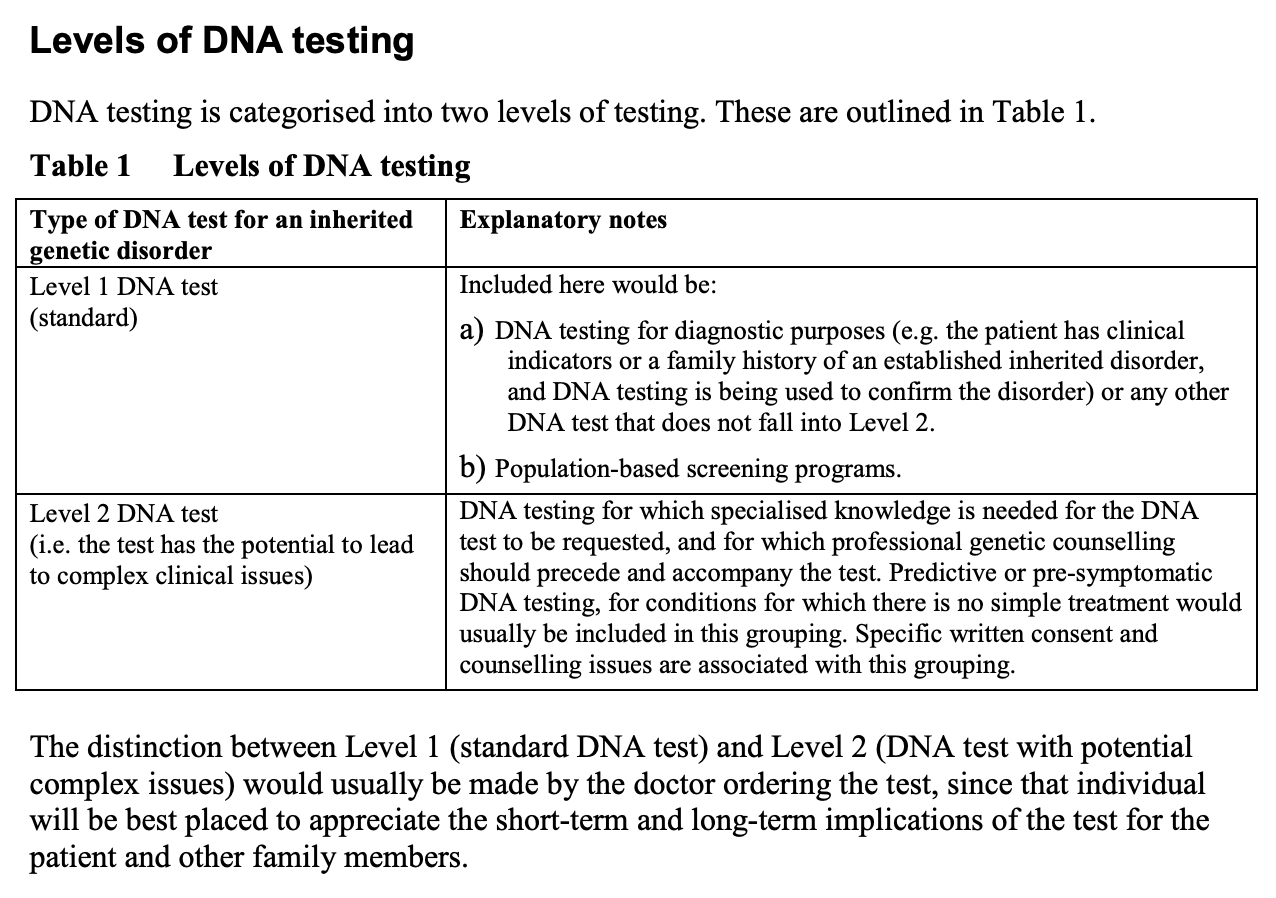 Levels of DNA testing
DNA testing is categorised into two levels of testing. These are outlined in Table 1.
Table 1 Levels of DNA testing
Type of DNA test for an inherited
genetic disorder
Explanatory notes
Level 1 DNA test
(standard)
Included here would be:
a) DNA testing for diagnostic purposes (e.g. the patient has clinical
indicators or a family history of an established inherited disorder,
and DNA testing is being used to confirm the disorder) or any other
DNA test that does not fall into Level 2.
b) Population-based screening programs.
Level 2 DNA test
(i.e. the test has the potential to lead
to complex clinical issues)
DNA testing for which specialised knowledge is needed for the DNA
test to be requested, and for which professional genetic counselling
should precede and accompany the test. Predictive or pre-symptomatic
DNA testing, for conditions for which there is no simple treatment would
usually be included in this grouping. Specific written consent and
counselling issues are associated with this grouping.
The distinction between Level 1 (standard DNA test) and Level 2 (DNA test with potential
complex issues) would usually be made by the doctor ordering the test, since that individual
will be best placed to appreciate the short-term and long-term implications of the test for the
patient and other family members.